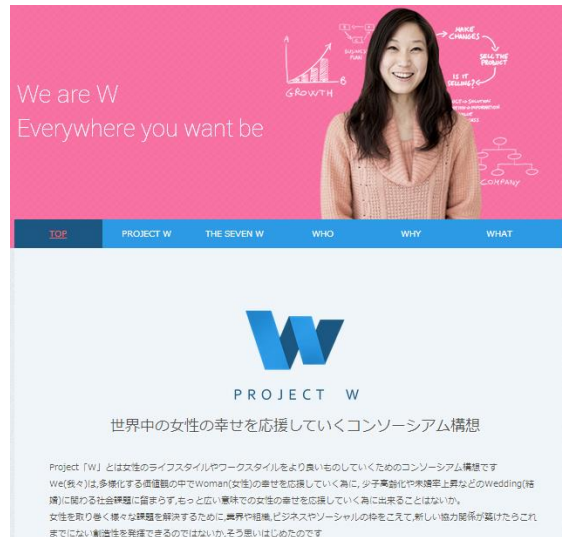 We are W
Everywhere you want be
A
BUSINESS
PLAN
B
GROWTH
MAKE
CHANGES
SELL THE
PRODUCT
IS IT
SELLING?
COMPANY
TOP PROJECT W THE SEVEN W WHO WHY WHAT
PROJECT W
世界中の女性の幸せを応援していくコンソーシアム構想
Project「W」とは女性のライフスタイルやワークスタイルをより良いものしていくためのコンソーシアム構想です
We(我々)は,多様化する価値観の中でWoman(女性)の幸せを応援していく為に, 少子高齢化や未婚率上昇などのWedding(結
婚)に関わる社会課題に留まらず,もっと広い意味での女性の幸せを応援していく為に出来ることはないか。
女性を取り巻く様々な課題を解決するために,業界や組織,ビジネスやソーシャルの枠をこえて,新しい協力関係が築けたらこれ
までにない創造性を発揮できるのではないか,そう思いはじめたのです